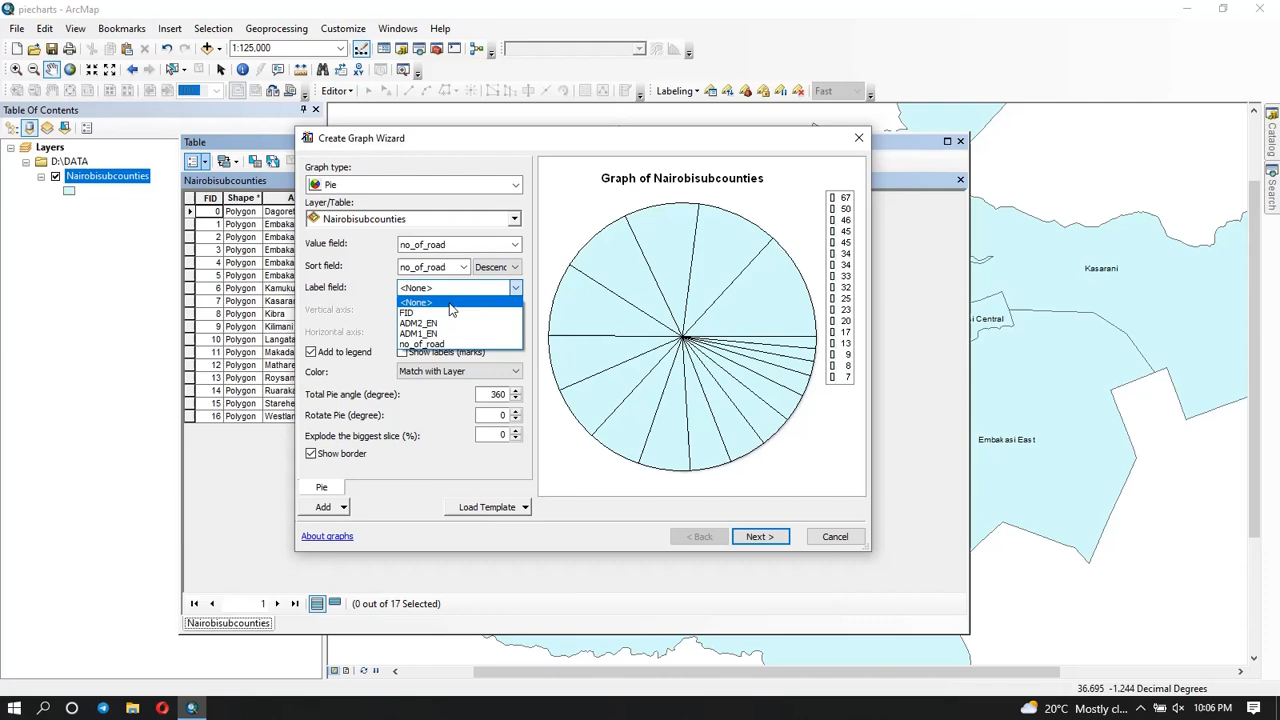 piecharts - ArcMap
File Edit View Bookmarks Insert Selection Geoprocessing Customize Windows Help
1:125,000
Editor Labeling Fast
Table Of Contents
Layers
D:\DATA
Nairobisubcounties
Table
Nairobisubcounties
FID Shape * A
0 Polygon Dagoret
1 Polygon Embaka
2 Polygon Embaka
3 Polygon Embaka
4 Polygon Embaka
5 Polygon Embaka
6 Polygon Kamuku
7 Polygon Kasaran
8 Polygon Kibra
9 Polygon Kilimani
10 Polygon Langata
11 Polygon Makada
12 Polygon Mathare
13 Polygon Roysam
14 Polygon Ruaraka
15 Polygon Starehe
16 Polygon Westlan
1 (0 out of 17 Selected)
Nairobisubcounties
Create Graph Wizard
Graph type:
Pie
Layer/Table:
Nairobisubcounties
Value field: no_of_road
Sort field: no_of_road Descenc
Label field: <None>
<None>
FID
ADM2_EN
ADM1_EN
no_of_road
Vertical axis:
Horizontal axis:
Add to legend Show labels (marks)
Color: Match with Layer
Total Pie angle (degree): 360
Rotate Pie (degree): 0
Explode the biggest slice (%): 0
Show border
Pie
Add Load Template
About graphs < Back Next > Cancel
Graph of Nairobisubcounties
67
50
46
45
45
34
34
33
32
25
23
20
17
13
9
8
7
Kasarani
si Central
Embakasi East
Catalog
Search
36.695 -1.244 Decimal Degrees
20°C Mostly cl... 10:06 PM